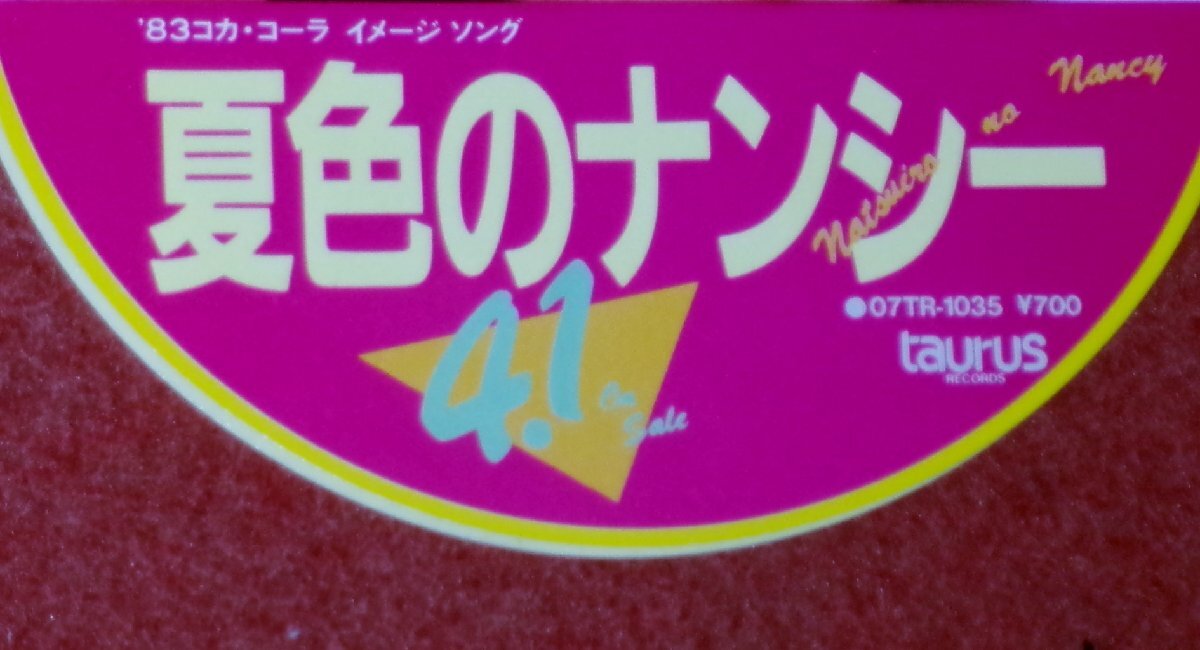 '83コカ・コーラ イメージ ソング
夏色のナンシー
Natsuiro no Nancy
4.1 On Sale
●07TR-1035 ¥700
taurus
RECORDS